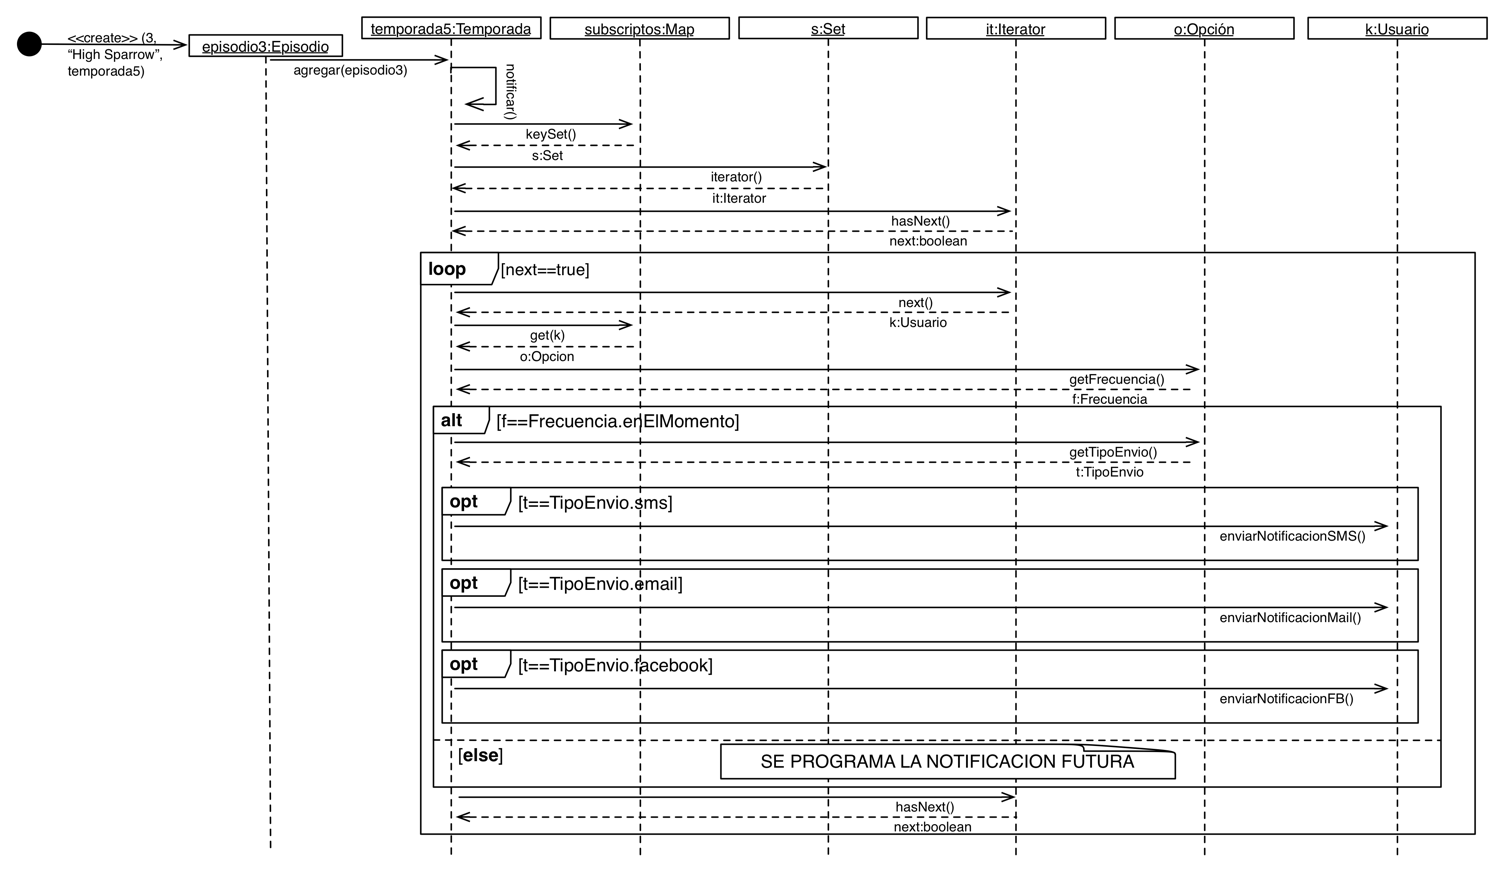 <<create>> (3,
“High Sparrow”,
temporada5)
episodio3:Episodio
temporada5:Temporada
subscriptos:Map
s:Set
it:Iterator
o:Opción
k:Usuario
agregar(episodio3)
notificar()
keySet()
s:Set
iterator()
it:Iterator
hasNext()
next:boolean
loop [next==true]
next()
k:Usuario
get(k)
o:Opcion
getFrecuencia()
f:Frecuencia
alt [f==Frecuencia.enElMomento]
getTipoEnvio()
t:TipoEnvio
opt [t==TipoEnvio.sms]
enviarNotificacionSMS()
opt [t==TipoEnvio.email]
enviarNotificacionMail()
opt [t==TipoEnvio.facebook]
enviarNotificacionFB()
[else]
SE PROGRAMA LA NOTIFICACION FUTURA
hasNext()
next:boolean